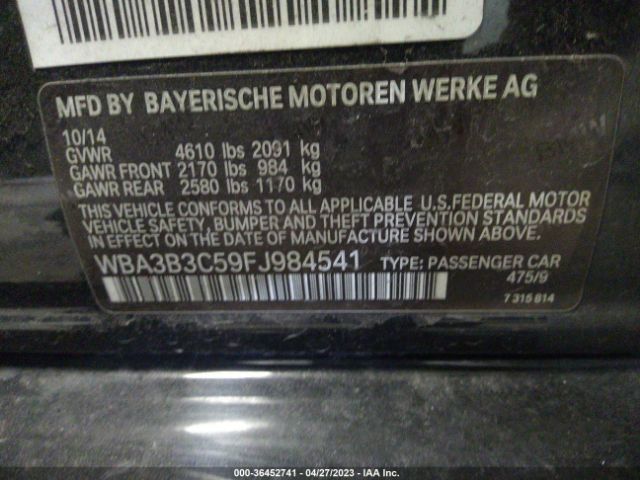 MFD BY BAYERISCHE MOTOREN WERKE AG
10/14
GVWR 4610 lbs 2091 kg
GAWR FRONT 2170 lbs 984 kg
GAWR REAR 2580 lbs 1170 kg
THIS VEHICLE CONFORMS TO ALL APPLICABLE U.S.FEDERAL MOTOR
VEHICLE SAFETY, BUMPER, AND THEFT PREVENTION STANDARDS
IN EFFECT ON THE DATE OF MANUFACTURE SHOWN ABOVE.
WBA3B3C59FJ984541 TYPE: PASSENGER CAR
475/9
7 315 814
000-36452741 - 04/27/2023 - IAA Inc.